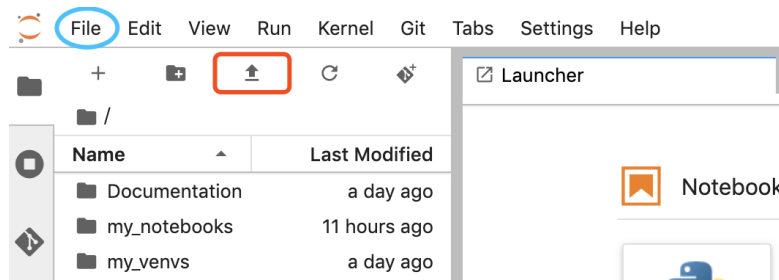 File Edit View Run Kernel Git Tabs Settings Help
Launcher
/
Name Last Modified
Documentation a day ago
my_notebooks 11 hours ago
my_venvs a day ago
Notebook